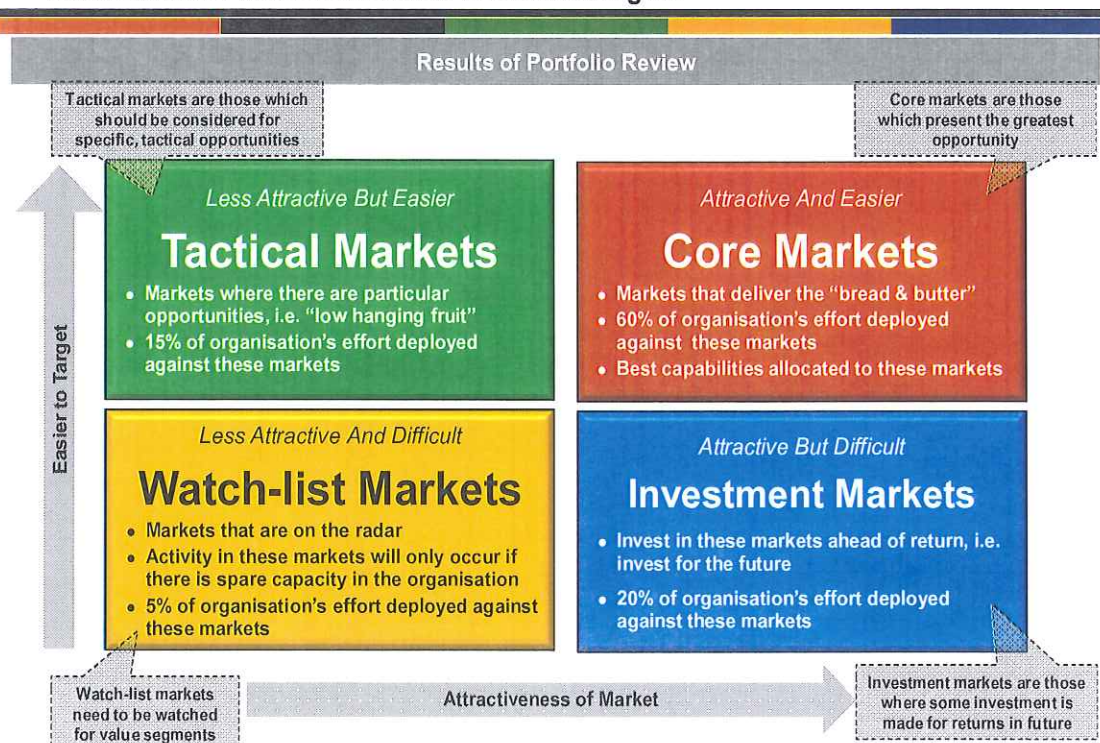 Results of Portfolio Review
Tactical markets are those which
should be considered for
specific, tactical opportunities
Core markets are those
which present the greatest
opportunity
Easier to Target
Less Attractive But Easier
Tactical Markets
• Markets where there are particular
opportunities, i.e. “low hanging fruit”
• 15% of organisation’s effort deployed
against these markets
Attractive And Easier
Core Markets
• Markets that deliver the “bread & butter”
• 60% of organisation’s effort deployed
against these markets
• Best capabilities allocated to these markets
Less Attractive And Difficult
Watch-list Markets
• Markets that are on the radar
• Activity in these markets will only occur if
there is spare capacity in the organisation
• 5% of organisation’s effort deployed against
these markets
Attractive But Difficult
Investment Markets
• Invest in these markets ahead of return, i.e.
invest for the future
• 20% of organisation’s effort deployed
against these markets
Watch-list markets
need to be watched
for value segments
Attractiveness of Market
Investment markets are those
where some investment is
made for returns in future